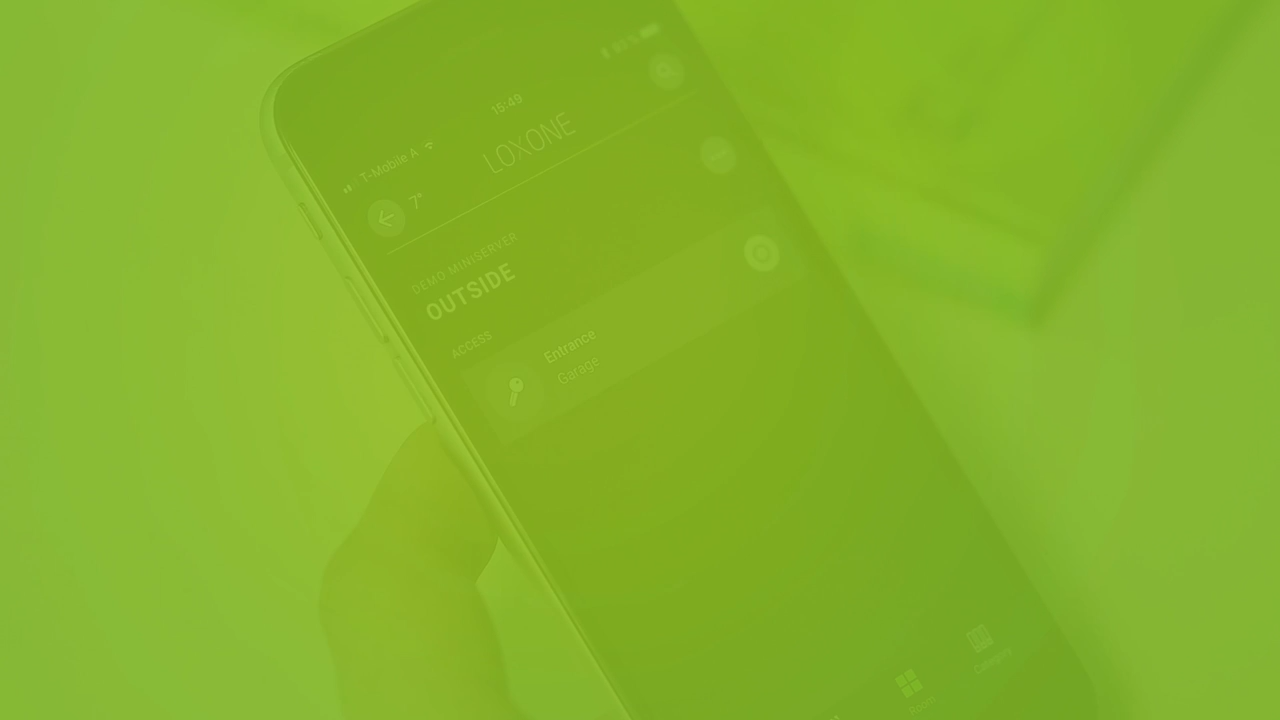 15:49
T-Mobile A
7°
LOXONE
DEMO MINISERVER
OUTSIDE
ACCESS
Entrance
Garage
Room
Category